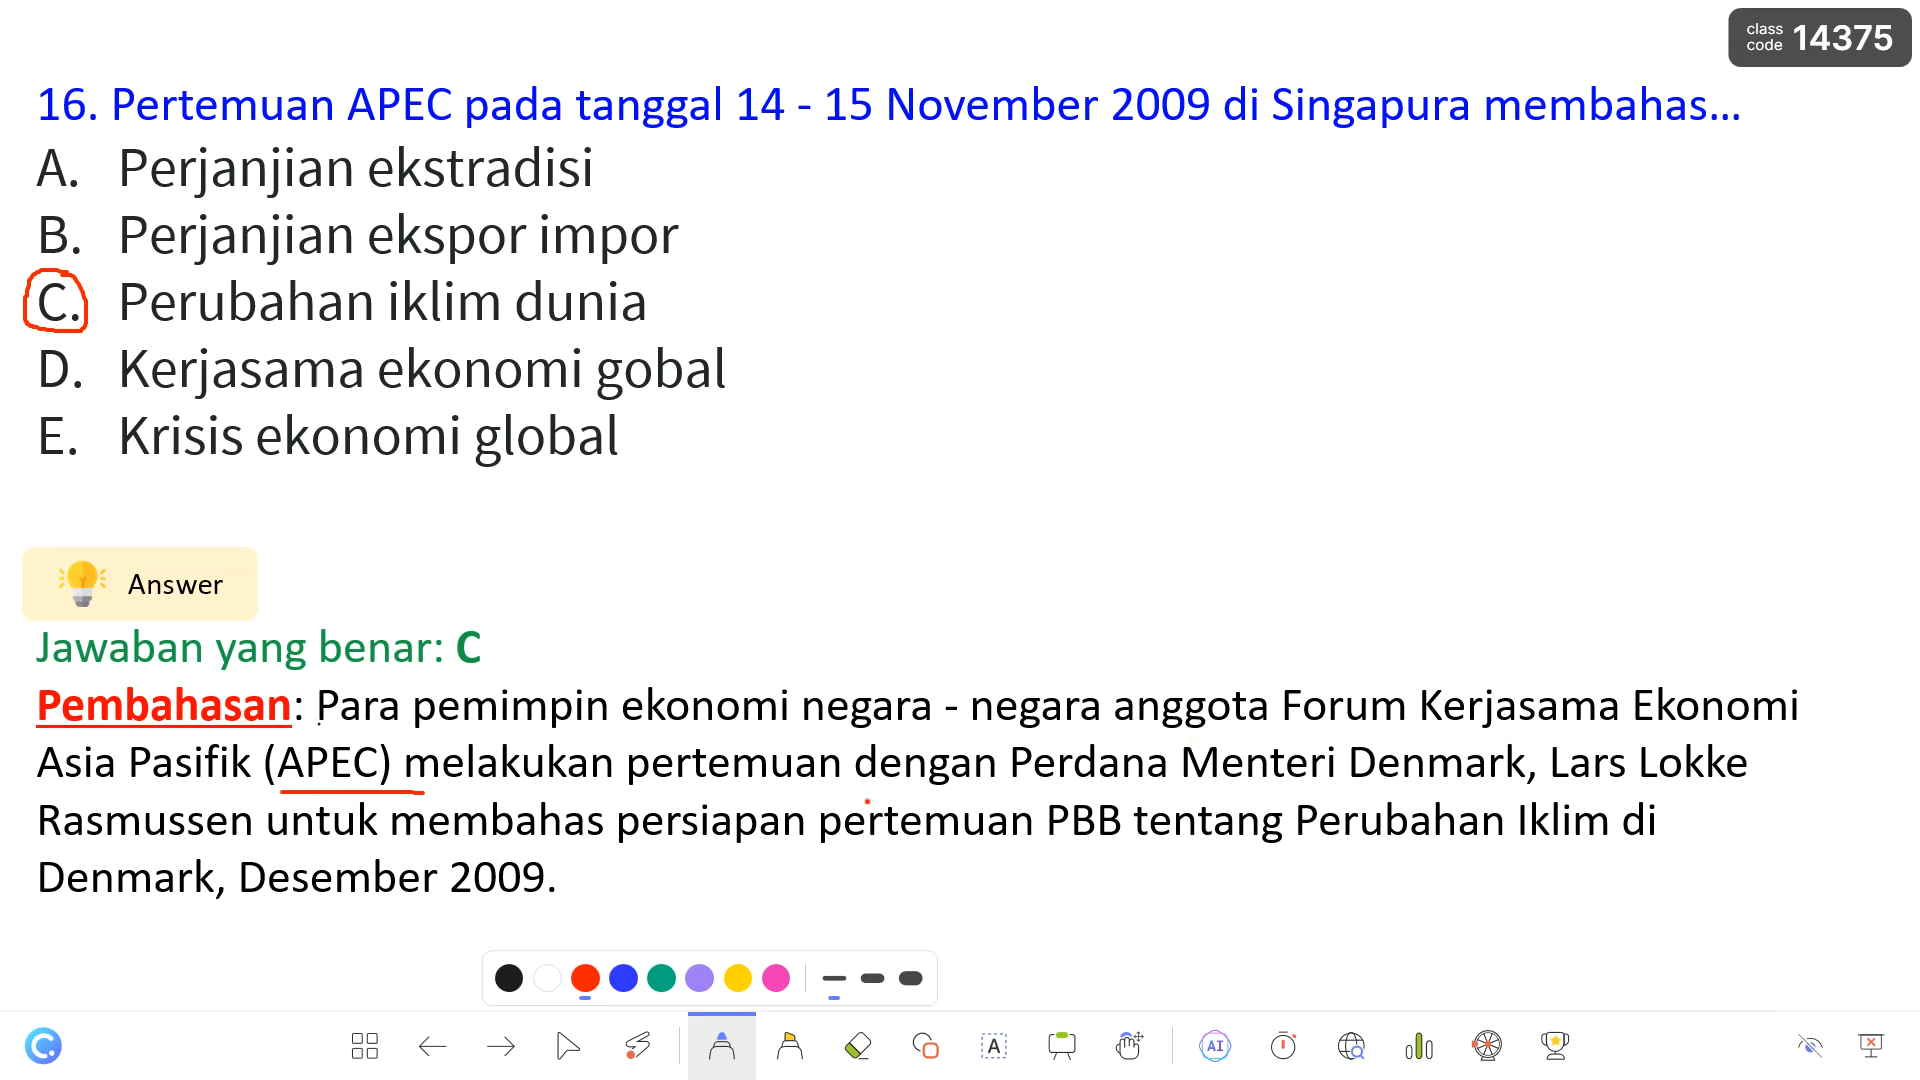 class code 14375
16. Pertemuan APEC pada tanggal 14 - 15 November 2009 di Singapura membahas...
A. Perjanjian ekstradisi
B. Perjanjian ekspor impor
C. Perubahan iklim dunia
D. Kerjasama ekonomi gobal
E. Krisis ekonomi global
Answer
Jawaban yang benar: C
Pembahasan: Para pemimpin ekonomi negara - negara anggota Forum Kerjasama Ekonomi
Asia Pasifik (APEC) melakukan pertemuan dengan Perdana Menteri Denmark, Lars Lokke
Rasmussen untuk membahas persiapan pertemuan PBB tentang Perubahan Iklim di
Denmark, Desember 2009.
A
AI